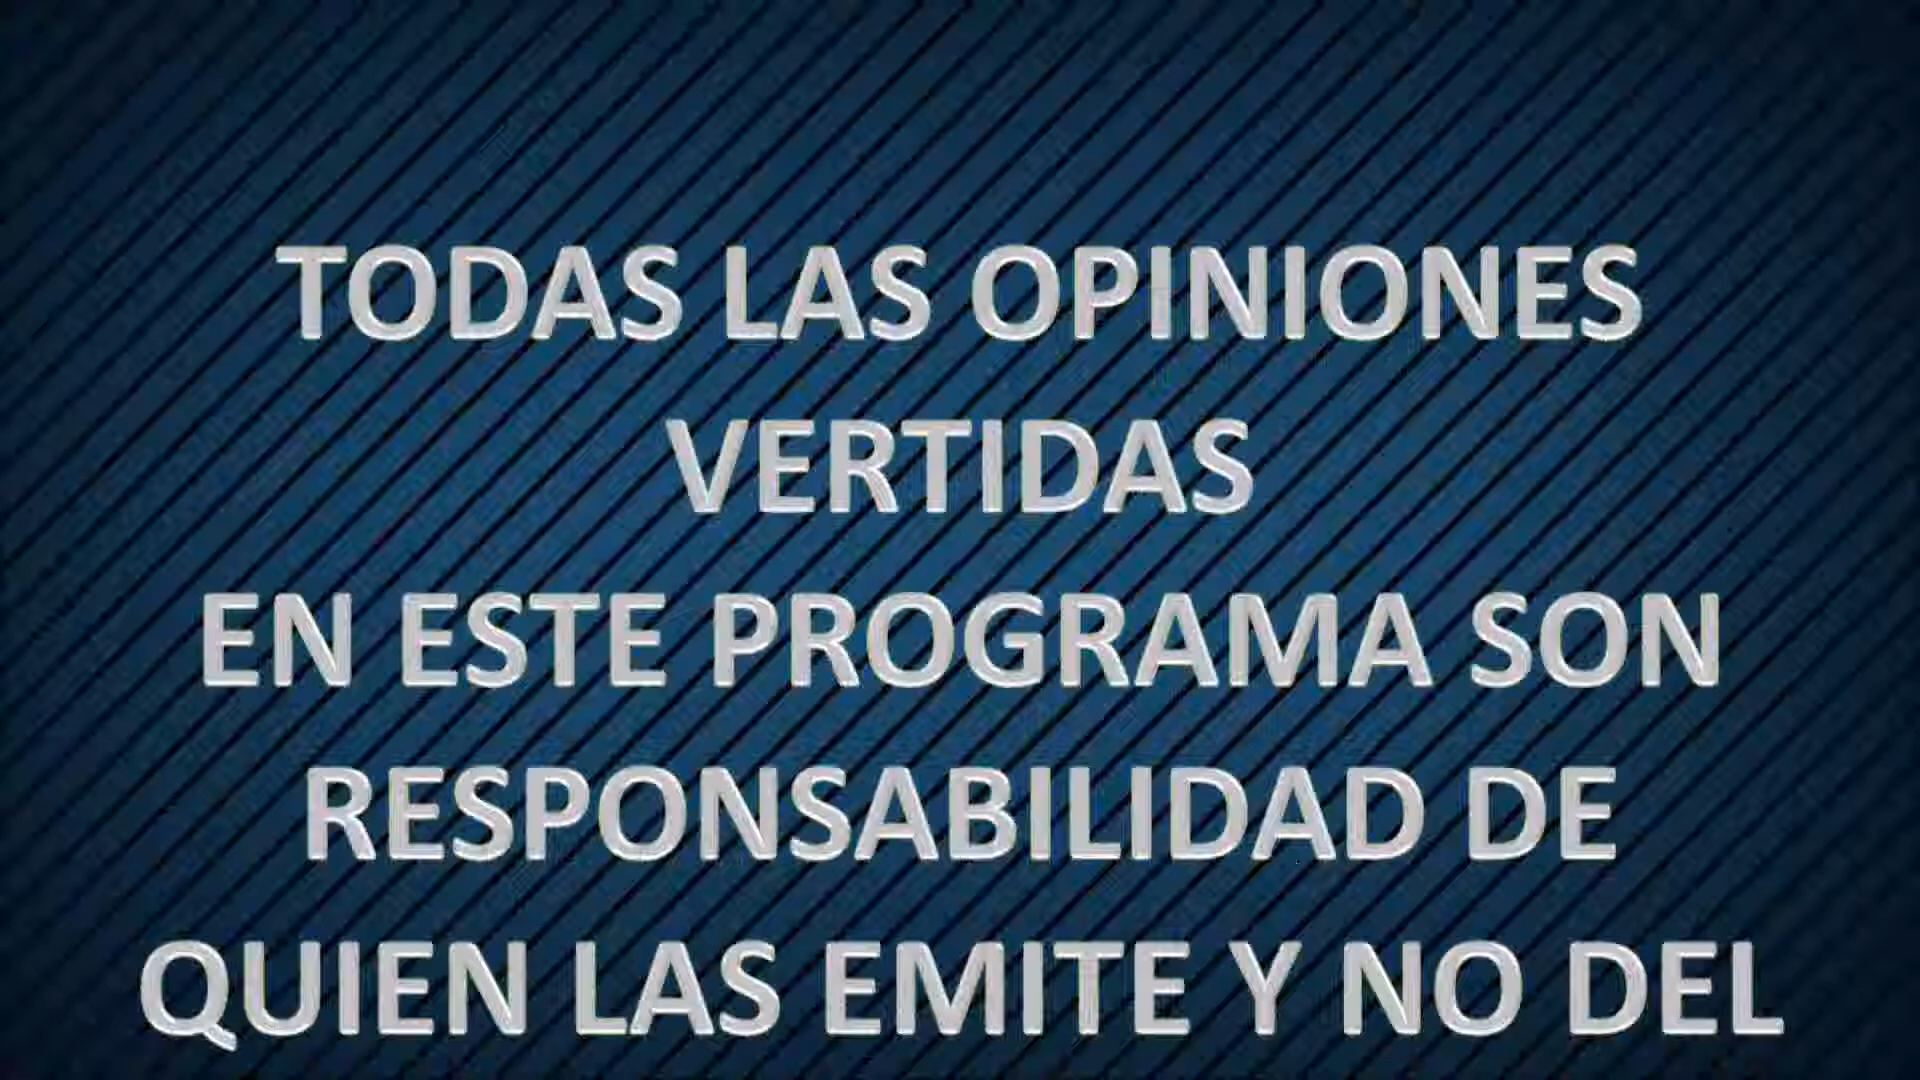 TODAS LAS OPINIONES
VERTIDAS
EN ESTE PROGRAMA SON
RESPONSABILIDAD DE
QUIEN LAS EMITE Y NO DEL